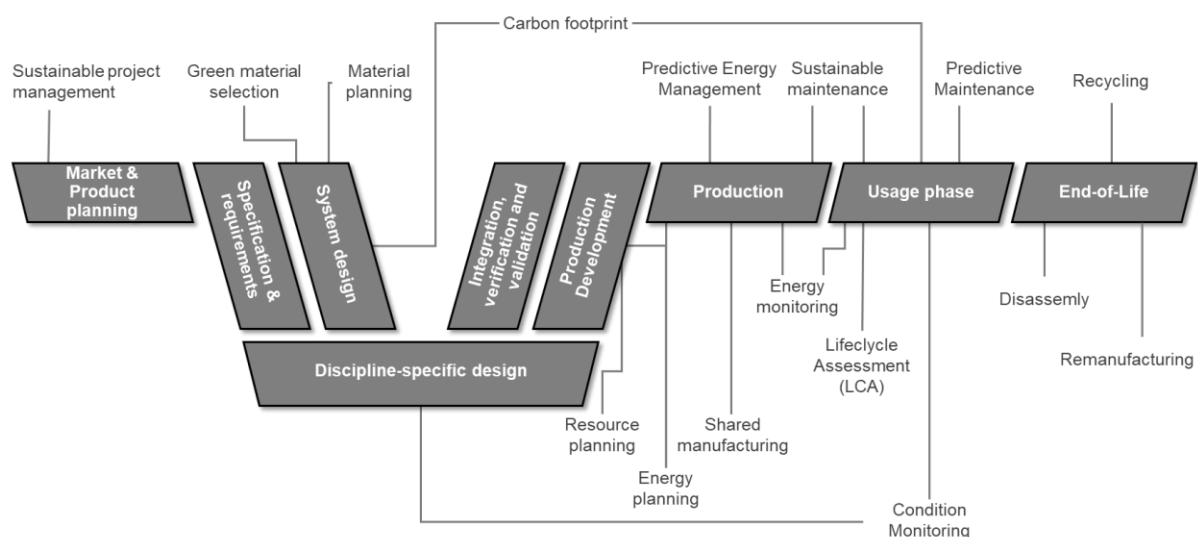 Carbon footprint
Sustainable project
management
Green material
selection
Material
planning
Predictive Energy
Management
Sustainable
maintenance
Predictive
Maintenance
Recycling
Market &
Product
planning
Specification &
requirements
System design
Integration,
verification and
validation
Production
Development
Production
Usage phase
End-of-Life
Discipline-specific design
Energy
monitoring
Disassemly
Lifeclycle
Assessment
(LCA)
Remanufacturing
Resource
planning
Shared
manufacturing
Energy
planning
Condition
Monitoring